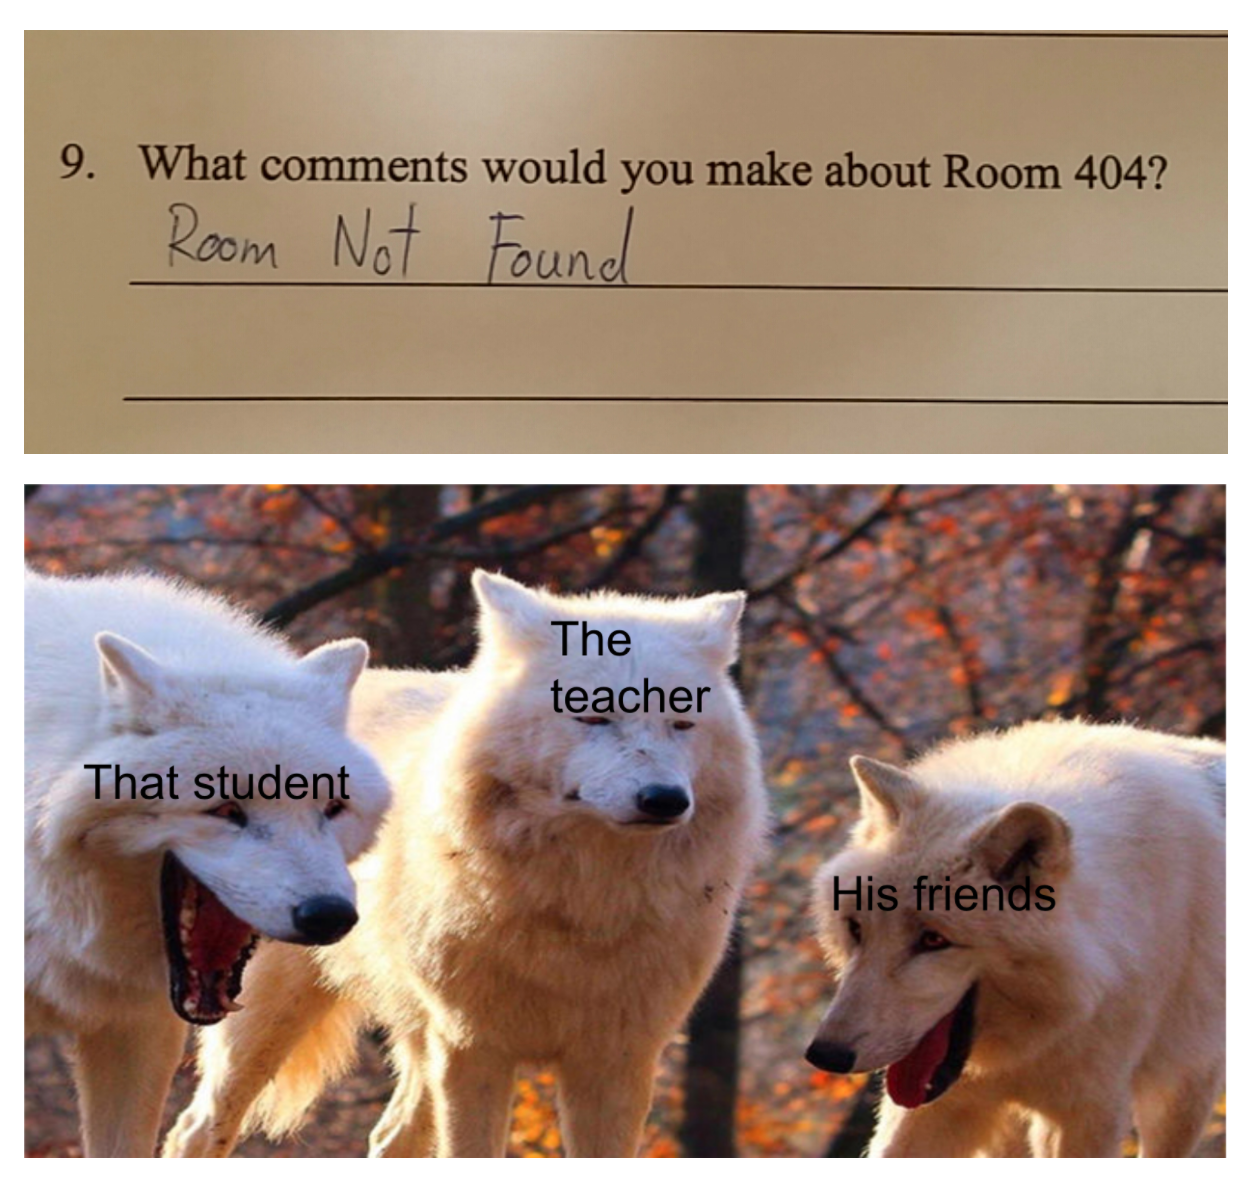 9. What comments would you make about Room 404?
Room Not Found
The
teacher
That student
His friends